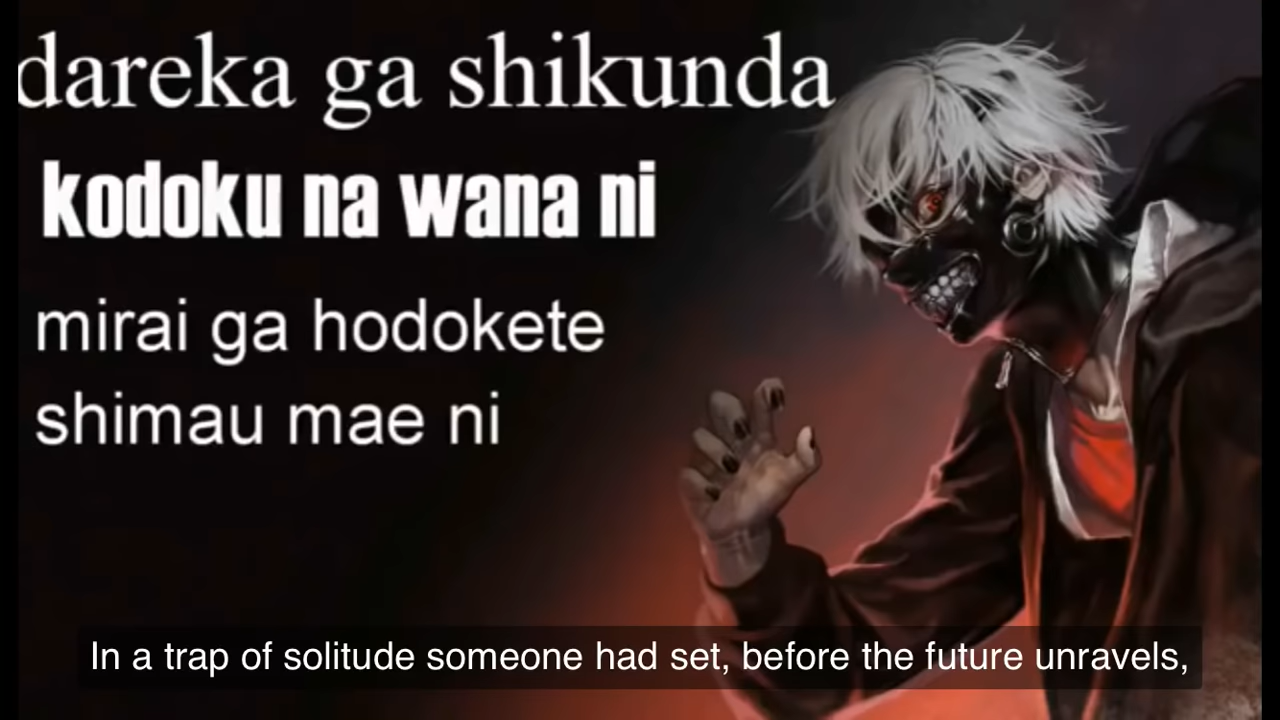 dareka ga shikunda
kodoku na wana ni
mirai ga hodokete
shimau mae ni
In a trap of solitude someone had set, before the future unravels,